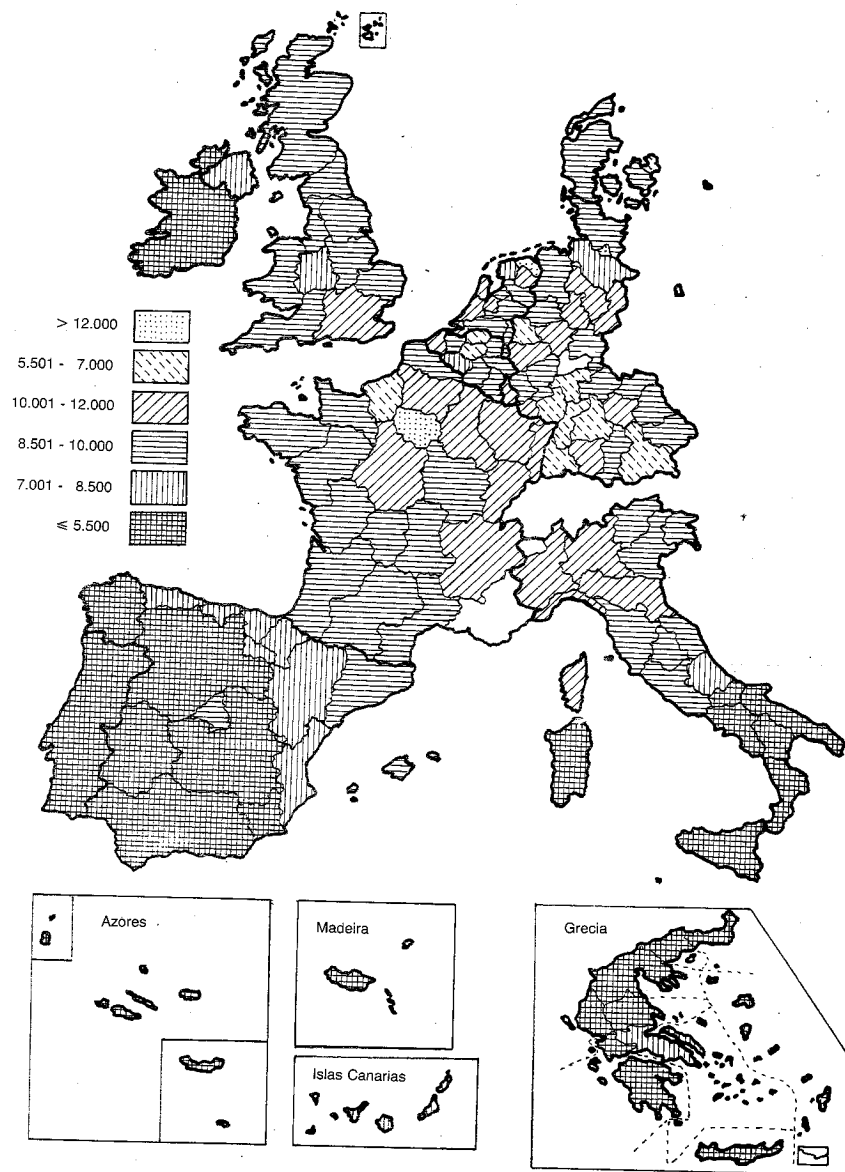 > 12.000
5.501 - 7.000
10.001 - 12.000
8.501 - 10.000
7.001 - 8.500
≤ 5.500
Azores
Madeira
Grecia
Islas Canarias